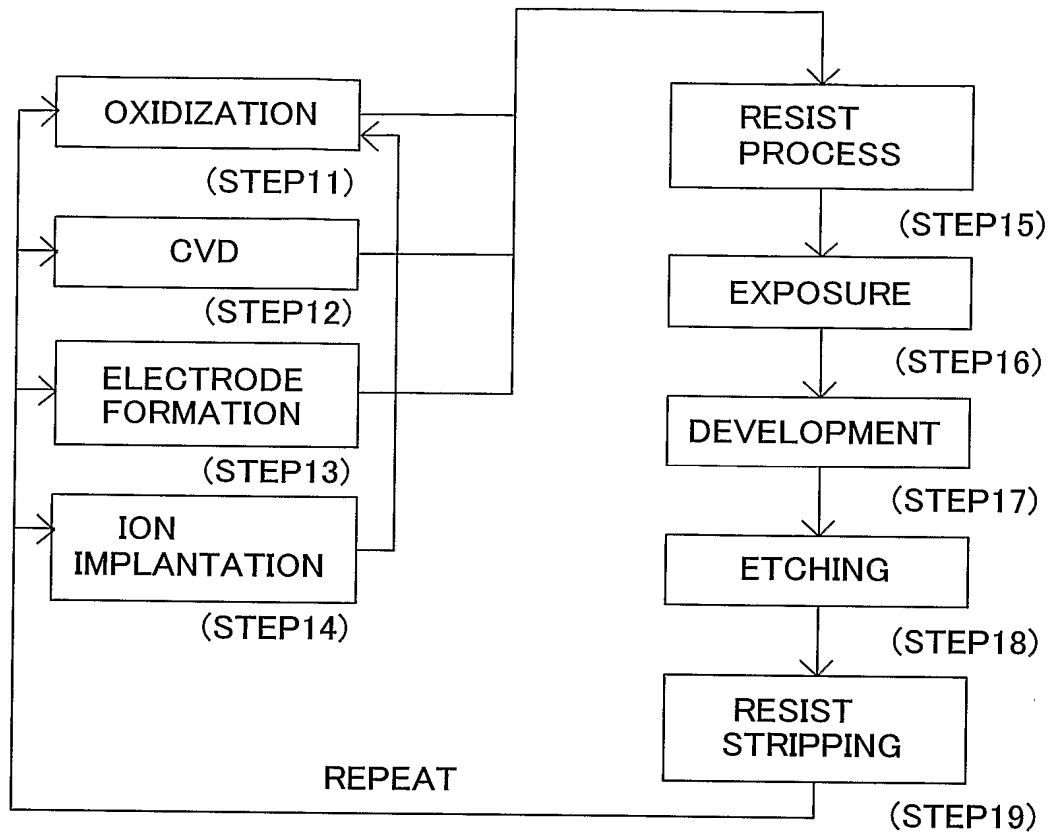 OXIDIZATION
(STEP11)
CVD
(STEP12)
ELECTRODE
FORMATION
(STEP13)
ION
IMPLANTATION
(STEP14)
RESIST
PROCESS
(STEP15)
EXPOSURE
(STEP16)
DEVELOPMENT
(STEP17)
ETCHING
(STEP18)
RESIST
STRIPPING
(STEP19)
REPEAT